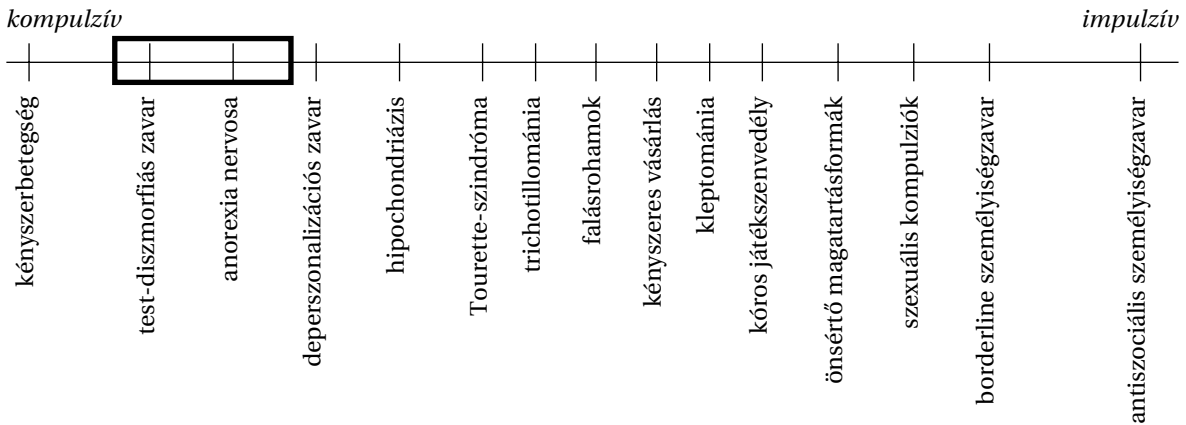 kompulzív
impulzív
kényszerbetegség
test-diszmorfiás zavar
anorexia nervosa
deperszonalizációs zavar
hipochondriázis
Tourette-szindróma
trichotillománia
falásrohamok
kényszeres vásárlás
kleptománia
kóros játékszenvedély
önsértő magatartásformák
szexuális kompulziók
borderline személyiségzavar
antiszociális személyiségzavar